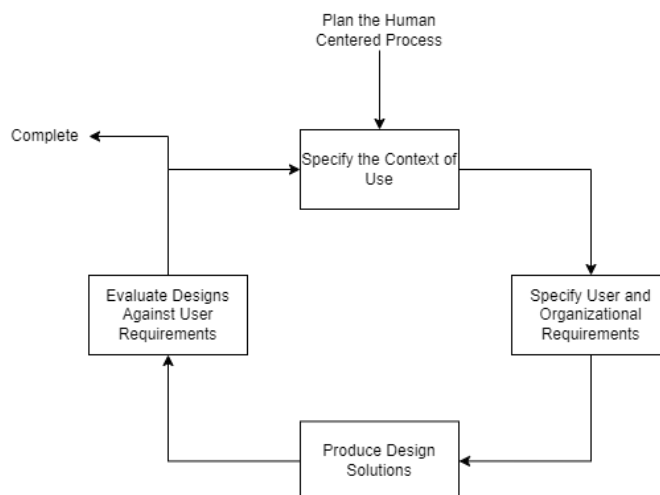 Plan the Human
Centered Process
Complete
Specify the Context of
Use
Evaluate Designs
Against User
Requirements
Specify User and
Organizational
Requirements
Produce Design
Solutions